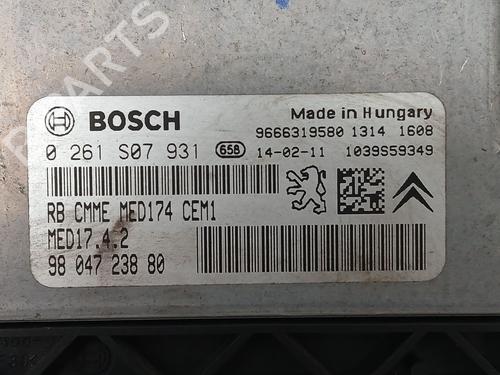 BOSCH
Made in Hungary
9666319580 1314 1608
0 261 S07 931 658 14-02-11 1039S59349
RB CMME MED174 CEM1
MED17.4.2
98 047 238 80
PARTS